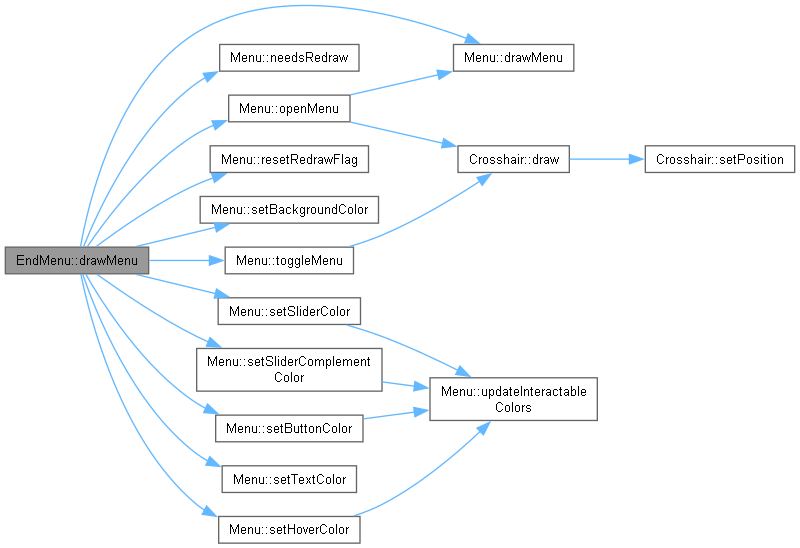 Menu::drawMenu
Menu::needsRedraw
Menu::openMenu
Menu::resetRedrawFlag
Crosshair::draw
Crosshair::setPosition
Menu::setBackgroundColor
EndMenu::drawMenu
Menu::toggleMenu
Menu::setSliderColor
Menu::setSliderComplement
Color
Menu::updateInteractable
Colors
Menu::setButtonColor
Menu::setTextColor
Menu::setHoverColor